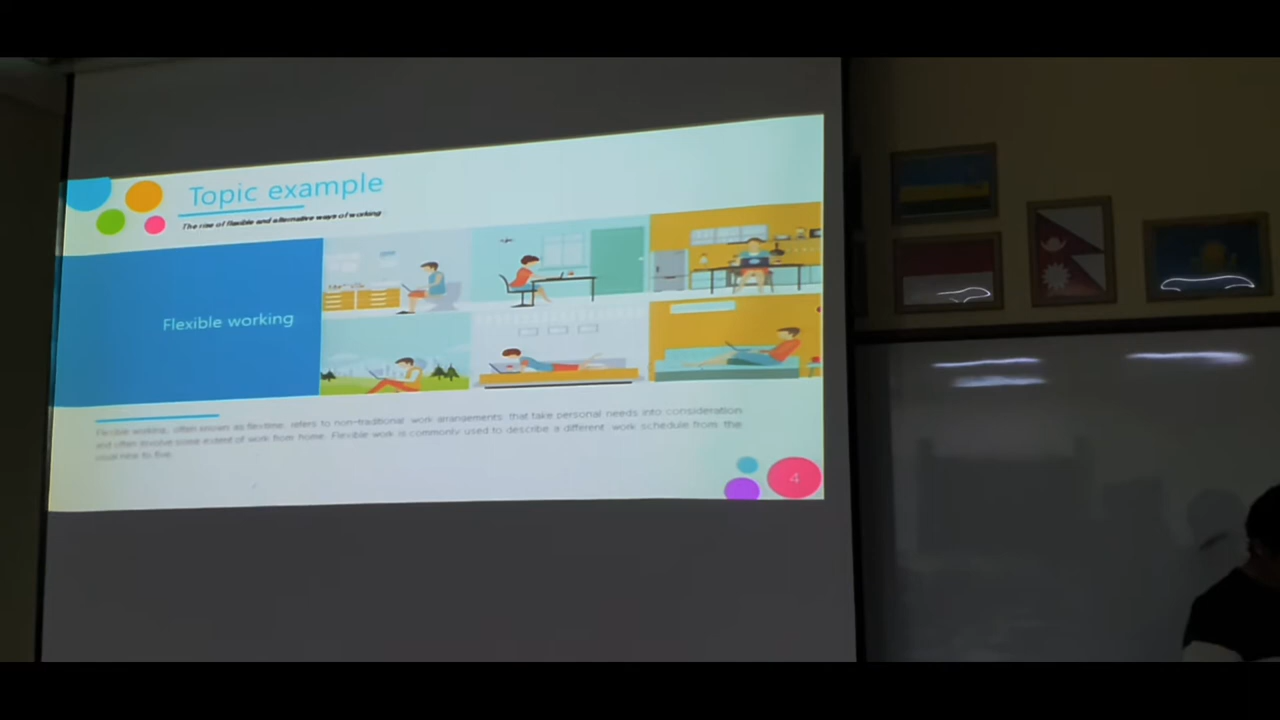 Topic example
The rise of flexible and alternative ways of working
Flexible working
Flexible working, often known as flextime, refers to non-traditional work arrangements that take personal needs into consideration
and often involve some extent of work from home. Flexible work is commonly used to describe a different work schedule from the
usual nine to five.
4